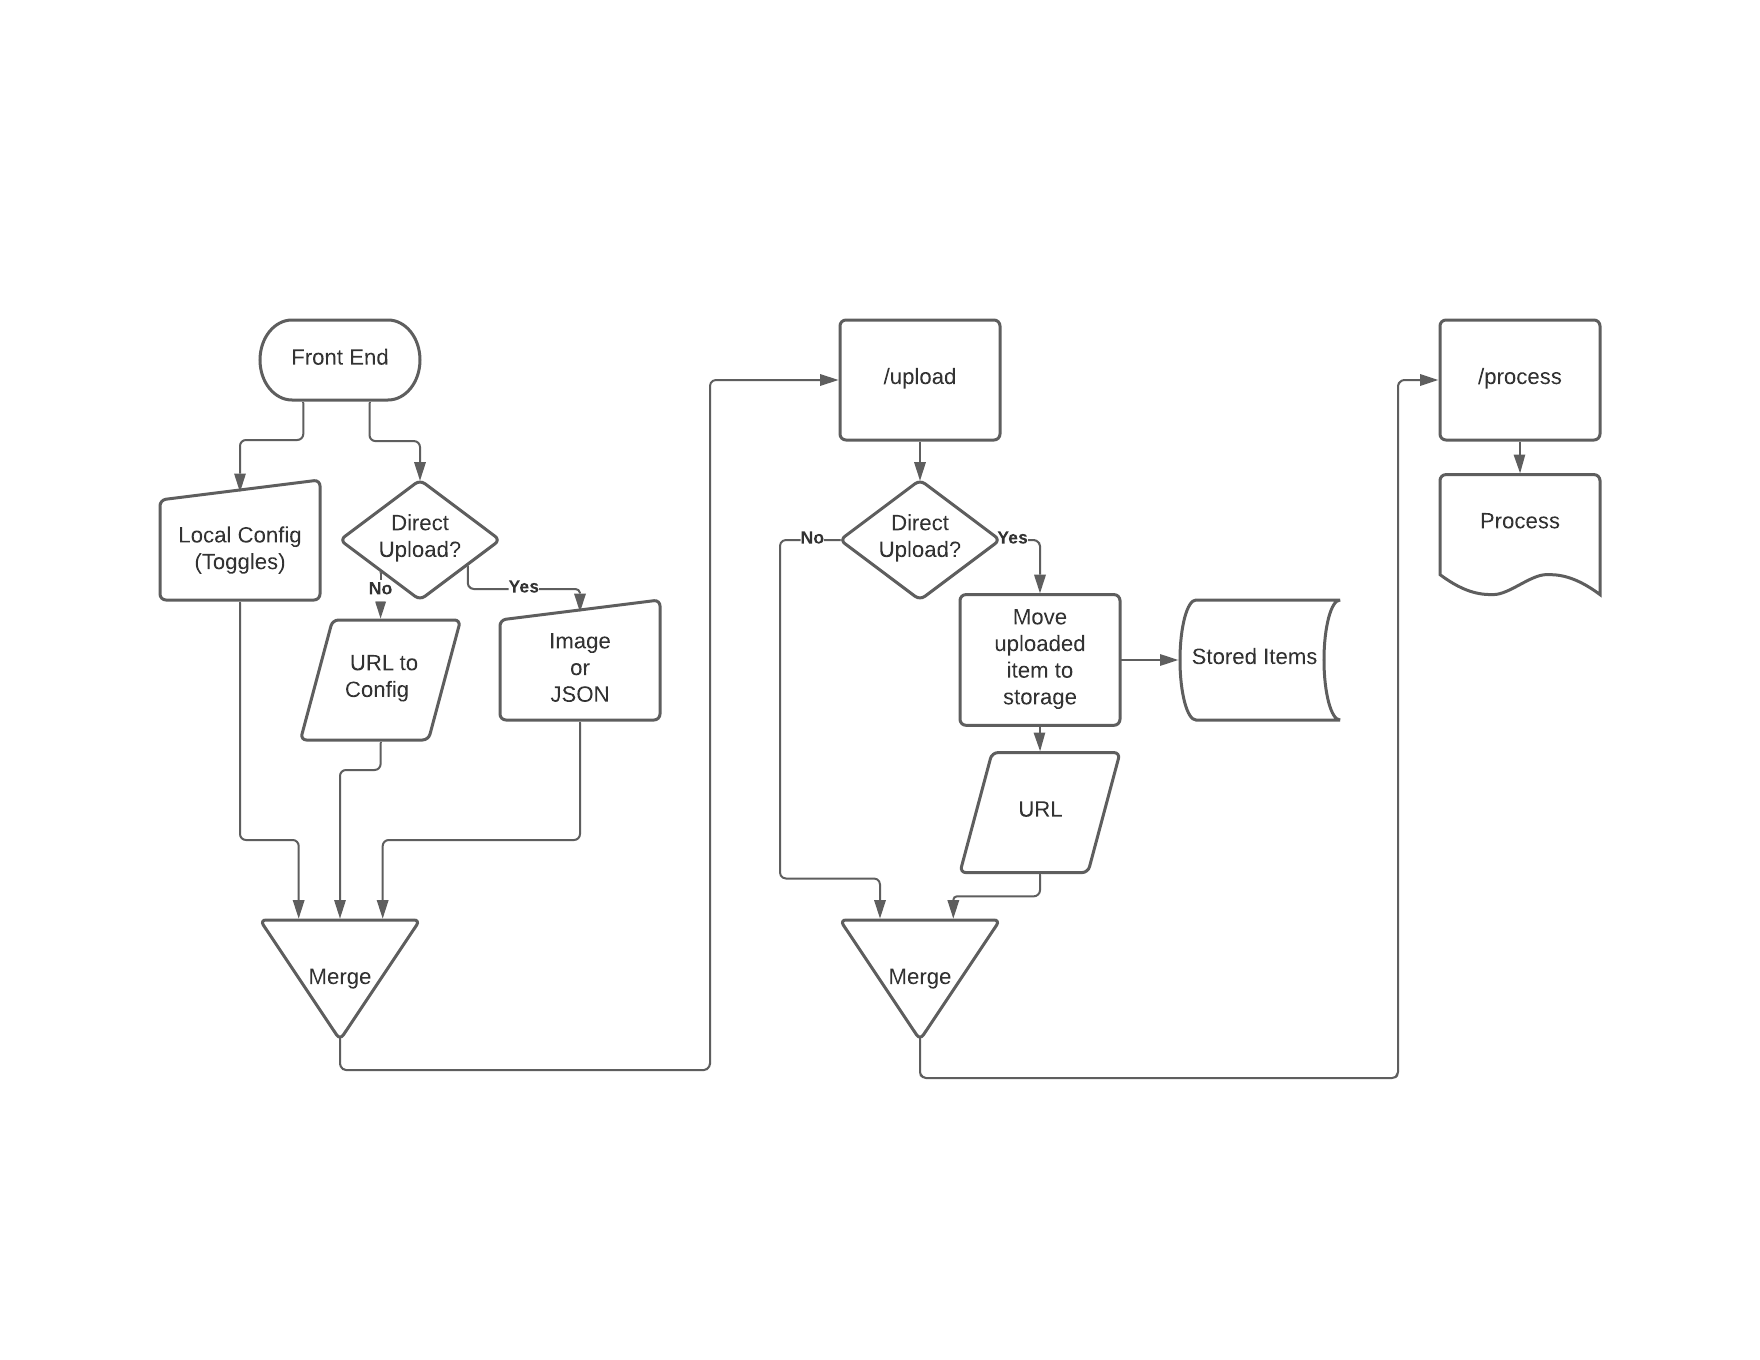 Front End
Local Config
(Toggles)
Direct
Upload?
No
Yes
URL to
Config
Image
or
JSON
Merge
/upload
Direct
Upload?
No
Yes
Move
uploaded
item to
storage
Stored Items
URL
Merge
/process
Process